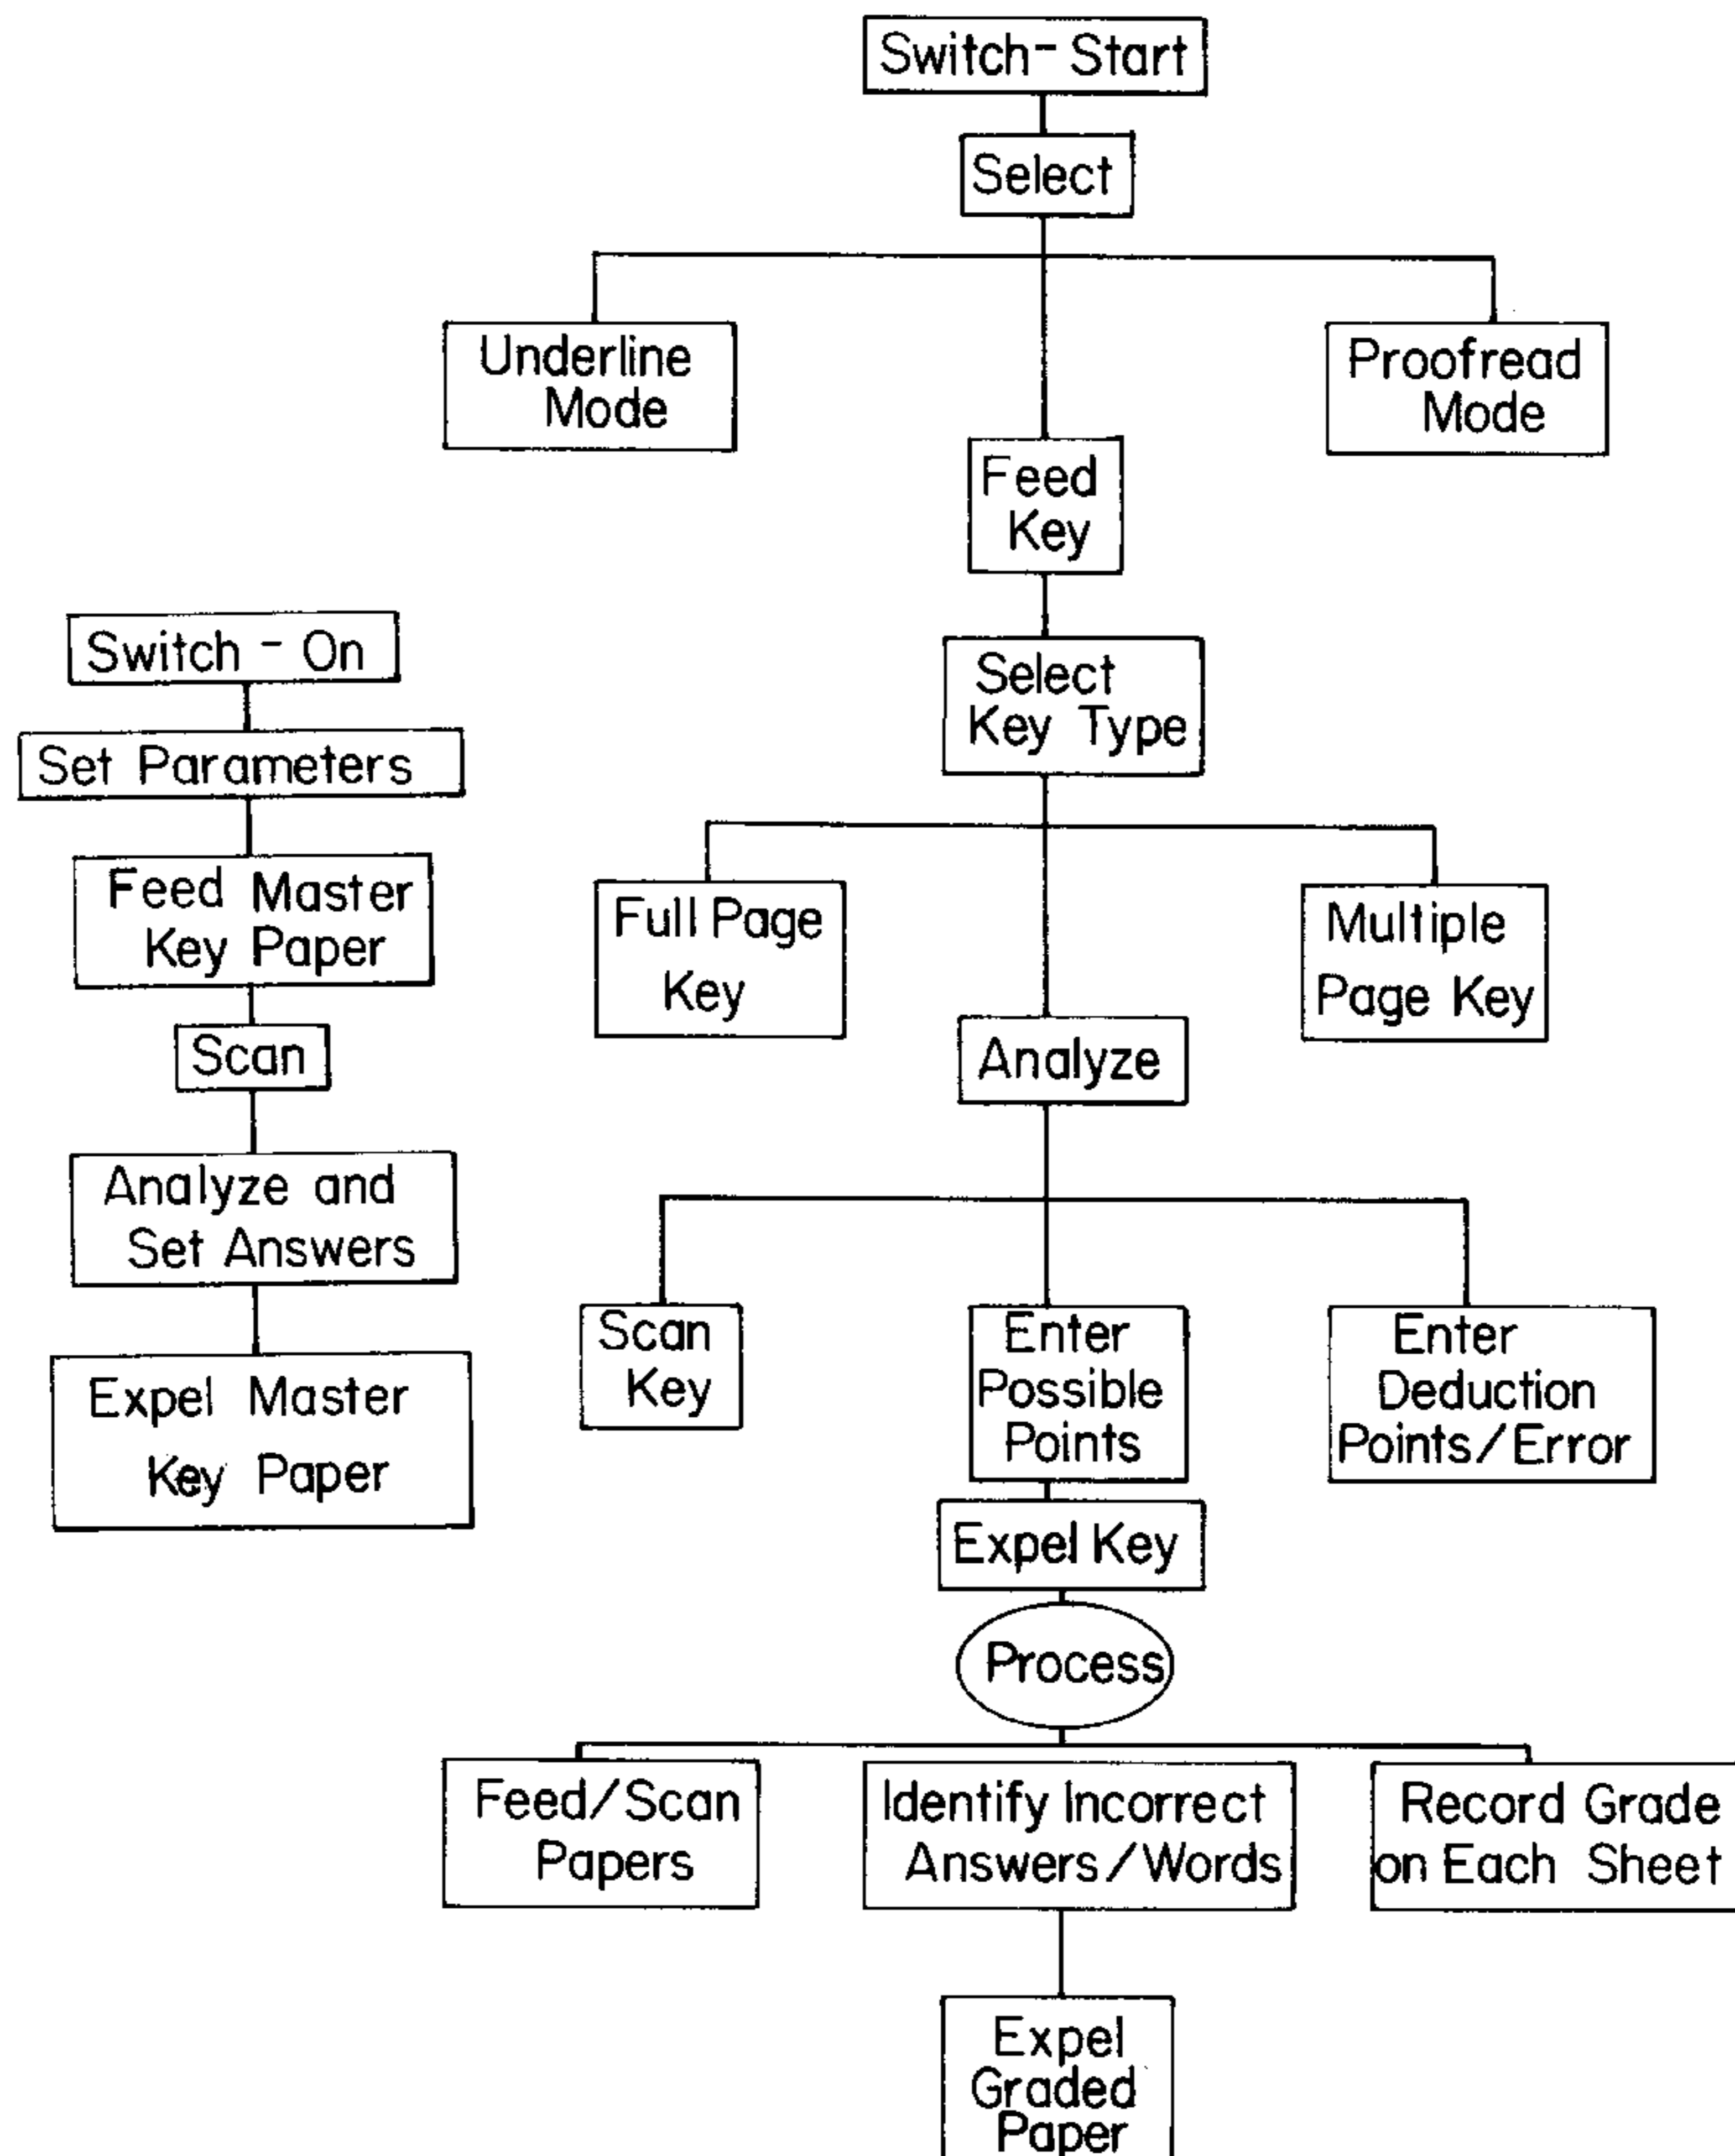 Switch - Start
Select
Underline
Mode
Proofread
Mode
Feed
Key
Select
Key Type
Full Page
Key
Multiple
Page Key
Analyze
Scan
Key
Enter
Possible
Points
Enter
Deduction
Points/Error
Expel Key
Process
Feed/Scan
Papers
Identify Incorrect
Answers/Words
Record Grade
on Each Sheet
Expel
Graded
Paper
Switch - On
Set Parameters
Feed Master
Key Paper
Scan
Analyze and
Set Answers
Expel Master
Key Paper